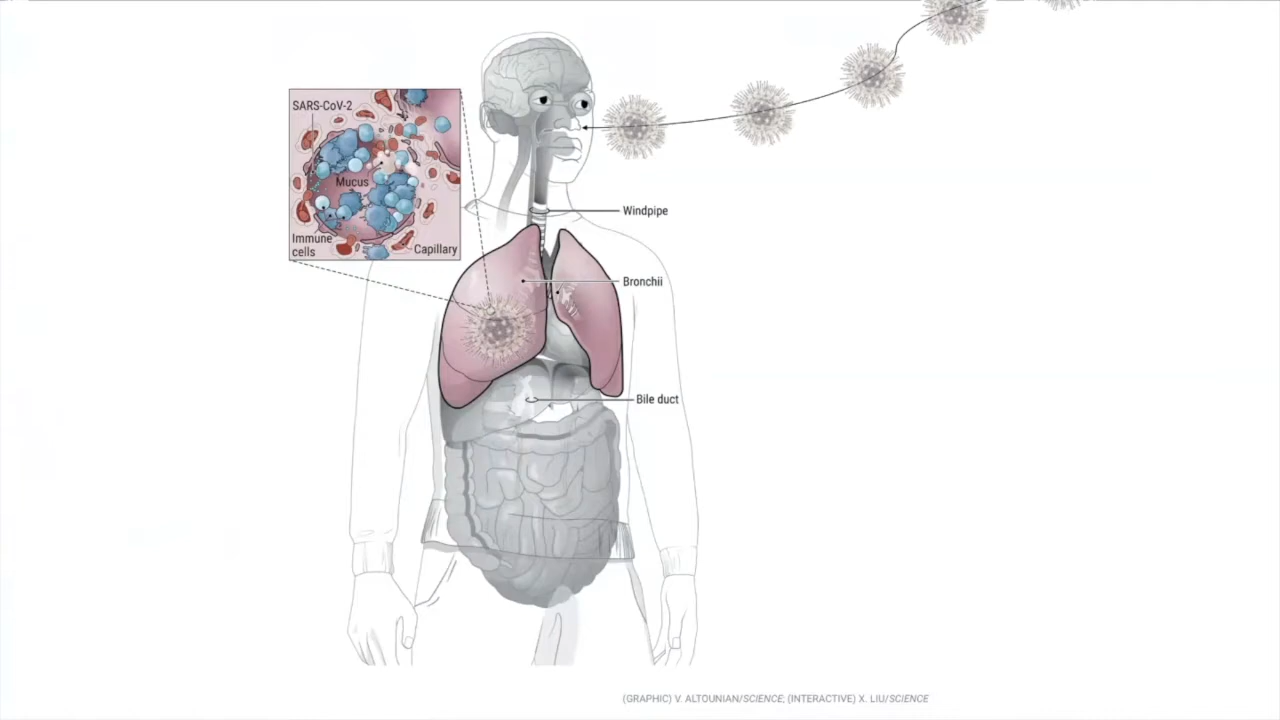 SARS-CoV-2
Mucus
Immune
cells
Capillary
Windpipe
Bronchii
Bile duct
(GRAPHIC) V. ALTOUNIAN/SCIENCE; (INTERACTIVE) X. LIU/SCIENCE